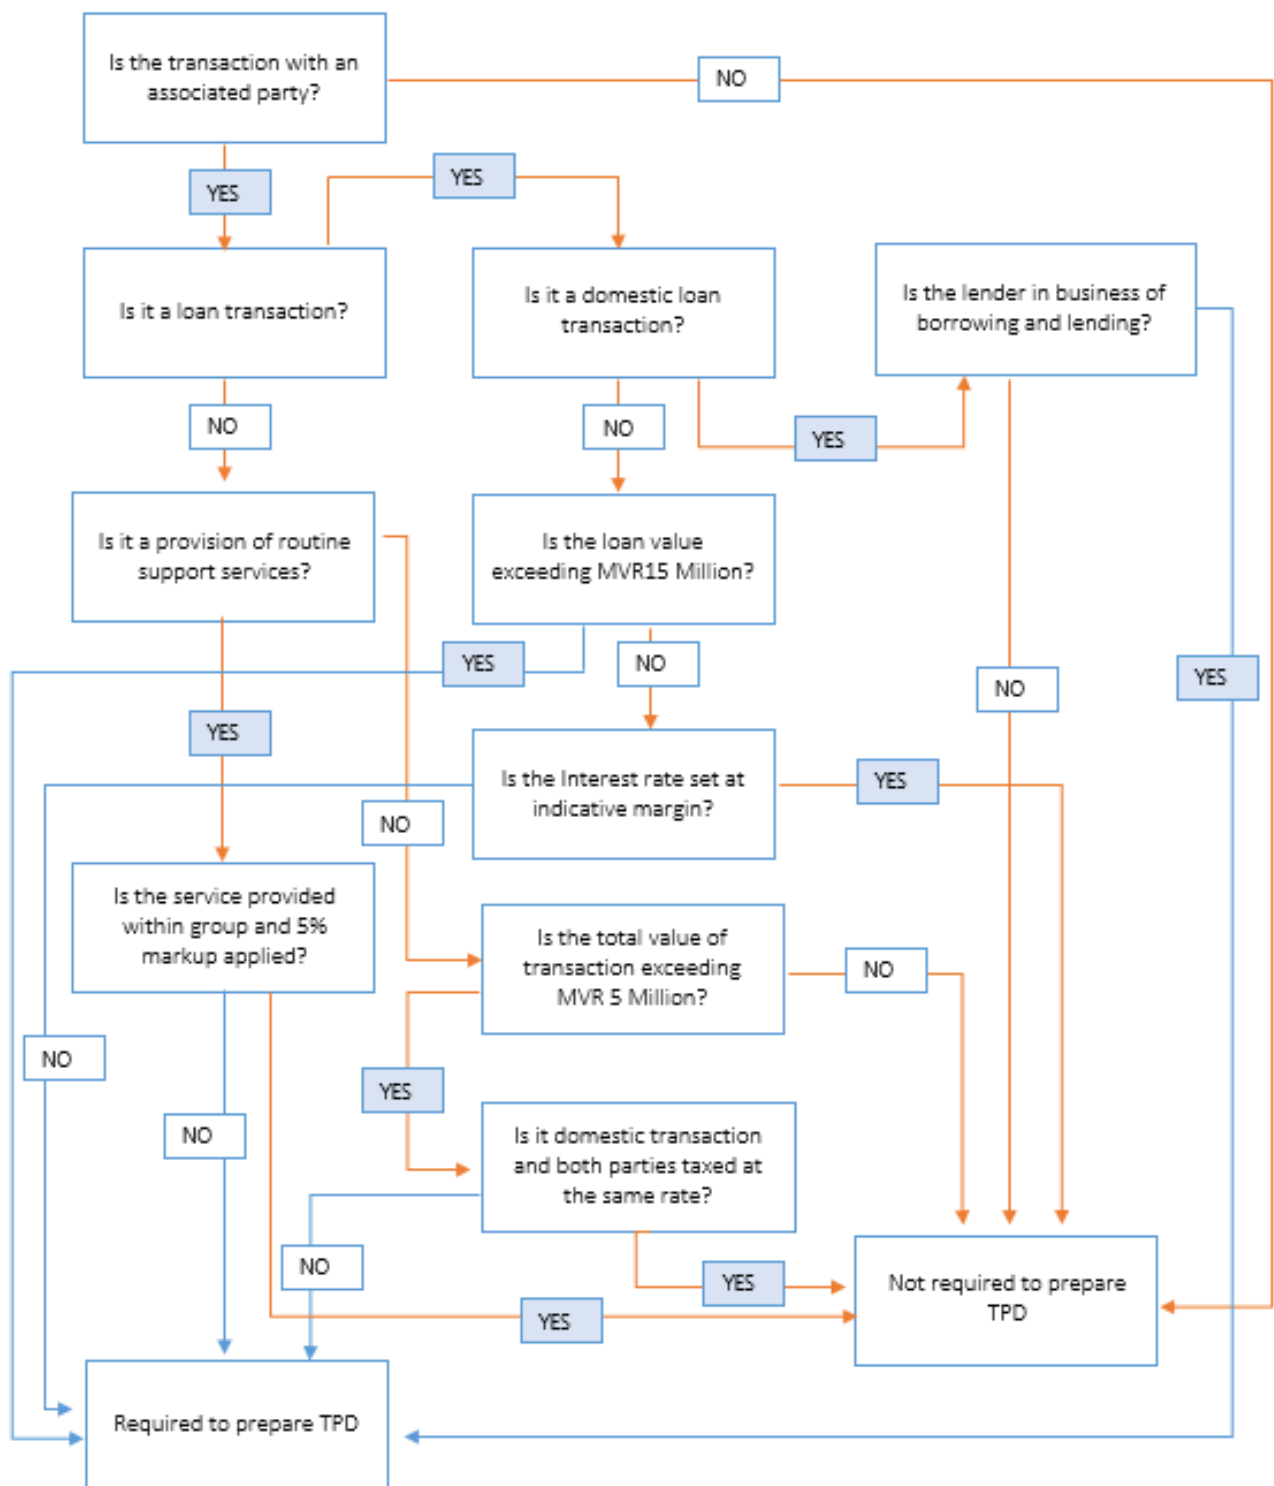 Is the transaction with an
associated party?
NO
YES
YES
Is it a loan transaction?
Is it a domestic loan
transaction?
Is the lender in business of
borrowing and lending?
NO
NO
YES
Is it a provision of routine
support services?
Is the loan value
exceeding MVR15 Million?
YES
NO
NO
YES
YES
Is the Interest rate set at
indicative margin?
YES
NO
Is the service provided
within group and 5%
markup applied?
Is the total value of
transaction exceeding
MVR 5 Million?
NO
NO
YES
NO
Is it domestic transaction
and both parties taxed at
the same rate?
NO
YES
YES
Not required to prepare
TPD
Required to prepare TPD